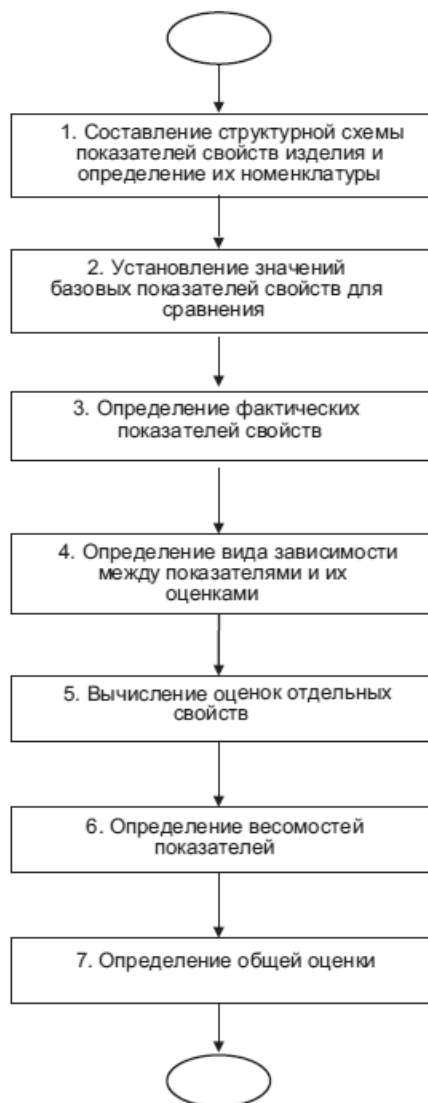 1. Составление структурной схемы
показателей свойств изделия и
определение их номенклатуры
2. Установление значений
базовых показателей свойств для
сравнения
3. Определение фактических
показателей свойств
4. Определение вида зависимости
между показателями и их
оценками
5. Вычисление оценок отдельных
свойств
6. Определение весомостей
показателей
7. Определение общей оценки